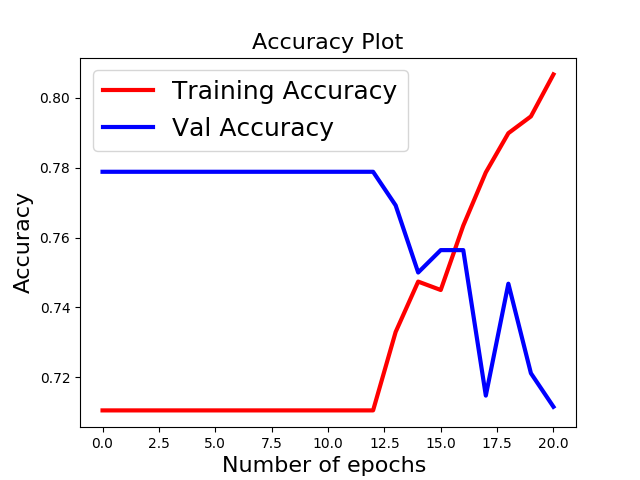 Accuracy Plot
Training Accuracy
Val Accuracy
0.80
0.78
0.76
0.74
0.72
Accuracy
0.0 2.5 5.0 7.5 10.0 12.5 15.0 17.5 20.0
Number of epochs